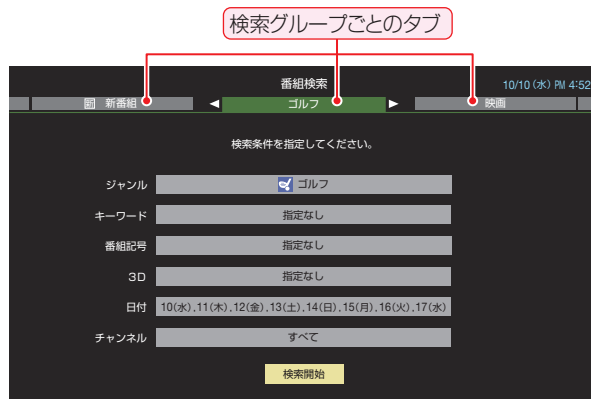 検索グループごとのタブ
番組検索
10/10(水) PM 4:52
新 新番組
◀ ゴルフ ▶
映画
検索条件を指定してください。
ジャンル ゴルフ
キーワード 指定なし
番組記号 指定なし
3D 指定なし
日付 10(水),11(木),12(金),13(土),14(日),15(月),16(火),17(水)
チャンネル すべて
検索開始